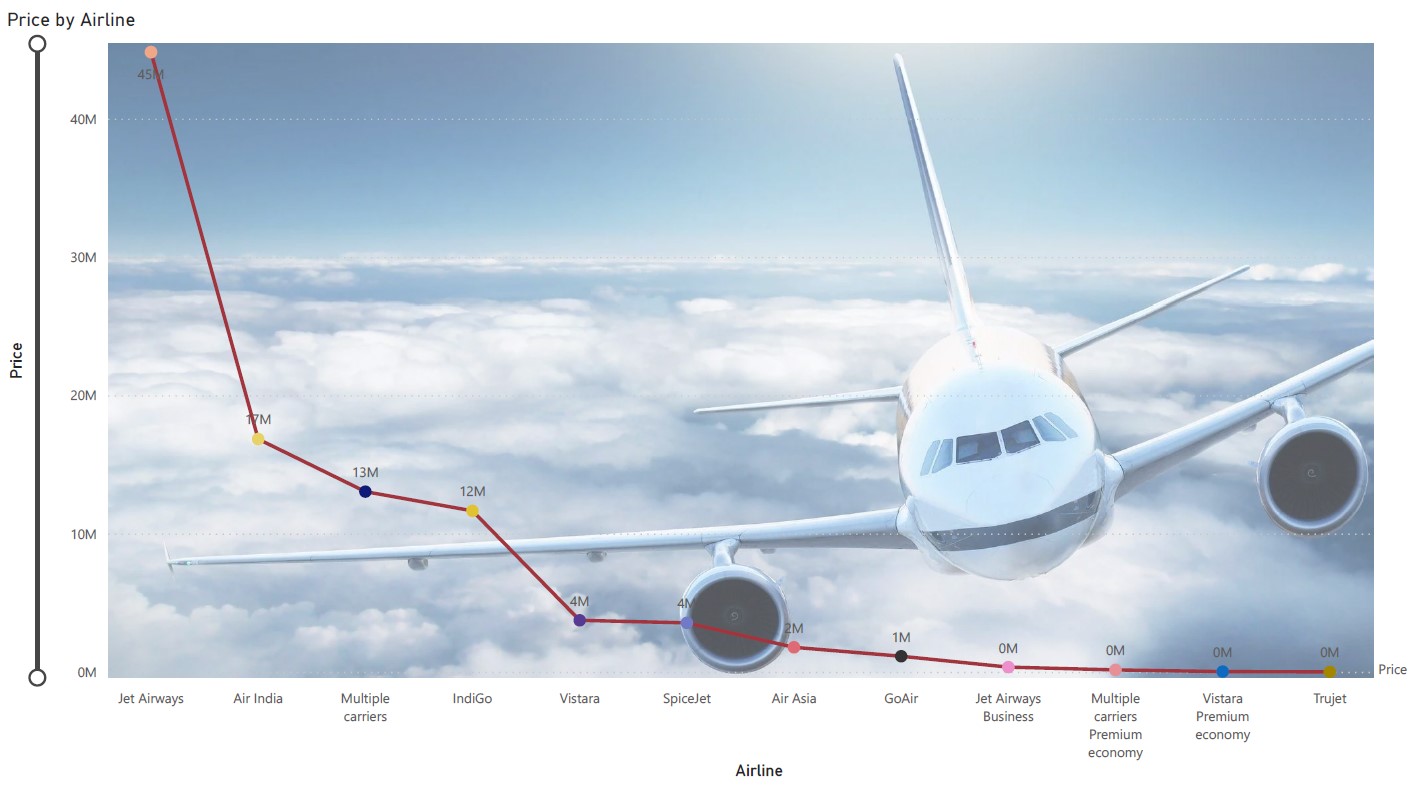 Price by Airline
45M
40M
30M
20M
17M
13M
12M
10M
4M
4M
2M
1M
0M
0M
0M
0M
0M
Price
Price
Jet Airways
Air India
Multiple
carriers
IndiGo
Vistara
SpiceJet
Air Asia
GoAir
Jet Airways
Business
Multiple
carriers
Premium
economy
Vistara
Premium
economy
Trujet
Airline